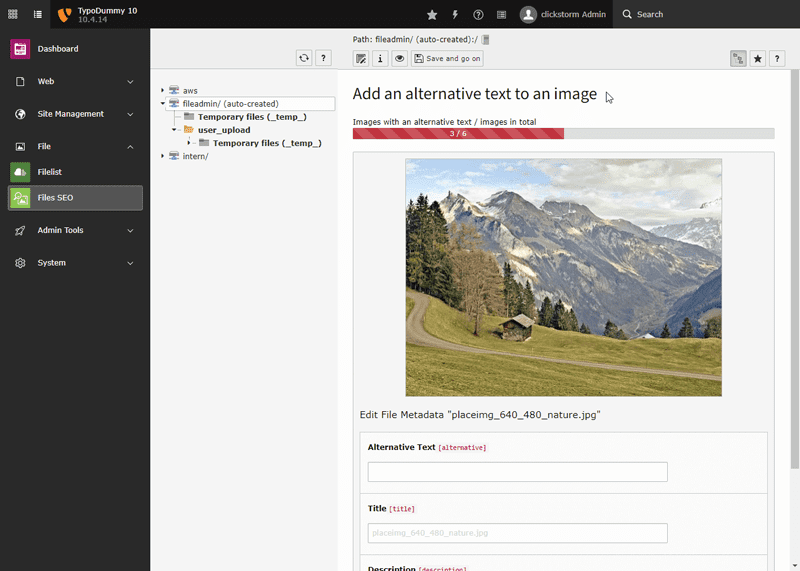 TypoDummy 10
10.4.14
clickstorm Admin
Search
Dashboard
Web
Site Management
File
Filelist
Files SEO
Admin Tools
System
?
aws
fileadmin/ (auto-created)
Temporary files (_temp_)
user_upload
Temporary files (_temp_)
intern/
Path: fileadmin/ (auto-created):/
Save and go on
?
Add an alternative text to an image
Images with an alternative text / images in total
3 / 6
Edit File Metadata "placeimg_640_480_nature.jpg"
Alternative Text [alternative]
Title [title]
placeimg_640_480_nature.jpg
Description [description]